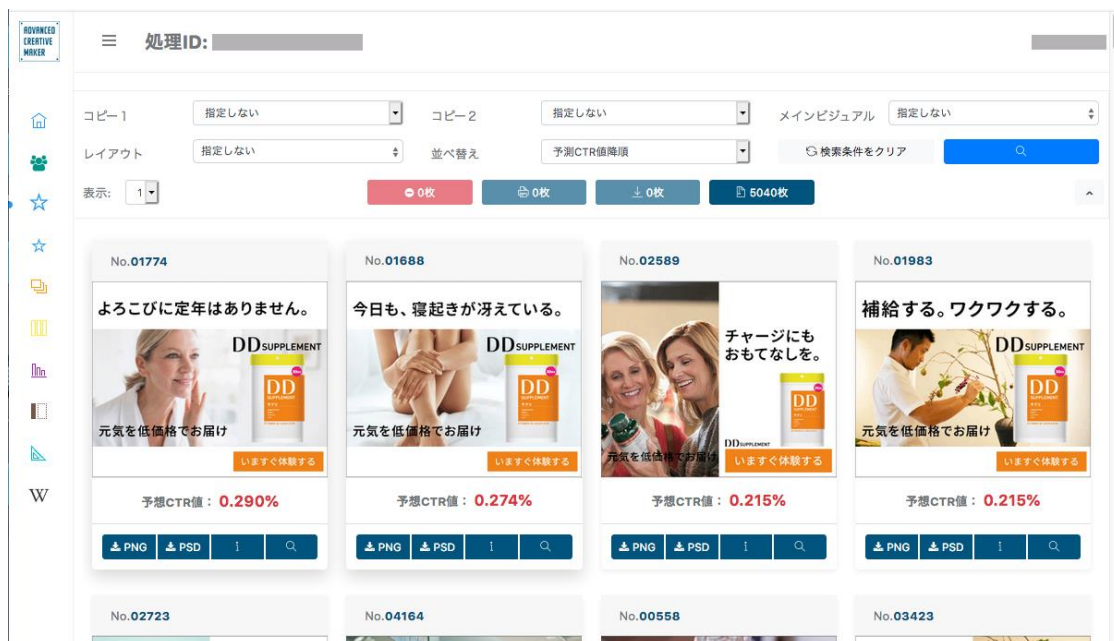 ADVANCED
CREATIVE
MAKER
処理ID:
コピー1 指定しない コピー2 指定しない メインビジュアル 指定しない
レイアウト 指定しない 並べ替え 予測CTR値降順 検索条件をクリア
表示: 1 0枚 0枚 0枚 5040枚
No.01774
よろこびに定年はありません。
DD SUPPLEMENT
DD
SUPPLEMENT
元気を低価格でお届け
いますぐ体験する
予想CTR値：0.290%
PNG PSD
No.01688
今日も、寝起きが冴えている。
DD SUPPLEMENT
DD
SUPPLEMENT
元気を低価格でお届け
いますぐ体験する
予想CTR値：0.274%
PNG PSD
No.02589
チャージにも
おもてなしを。
DD
SUPPLEMENT
DD SUPPLEMENT
元気を低価格でお届け
いますぐ体験する
予想CTR値：0.215%
PNG PSD
No.01983
補給する。ワクワクする。
DD SUPPLEMENT
DD
SUPPLEMENT
元気を低価格でお届け
いますぐ体験する
予想CTR値：0.215%
PNG PSD
W
No.02723
No.04164
No.00558
No.03423